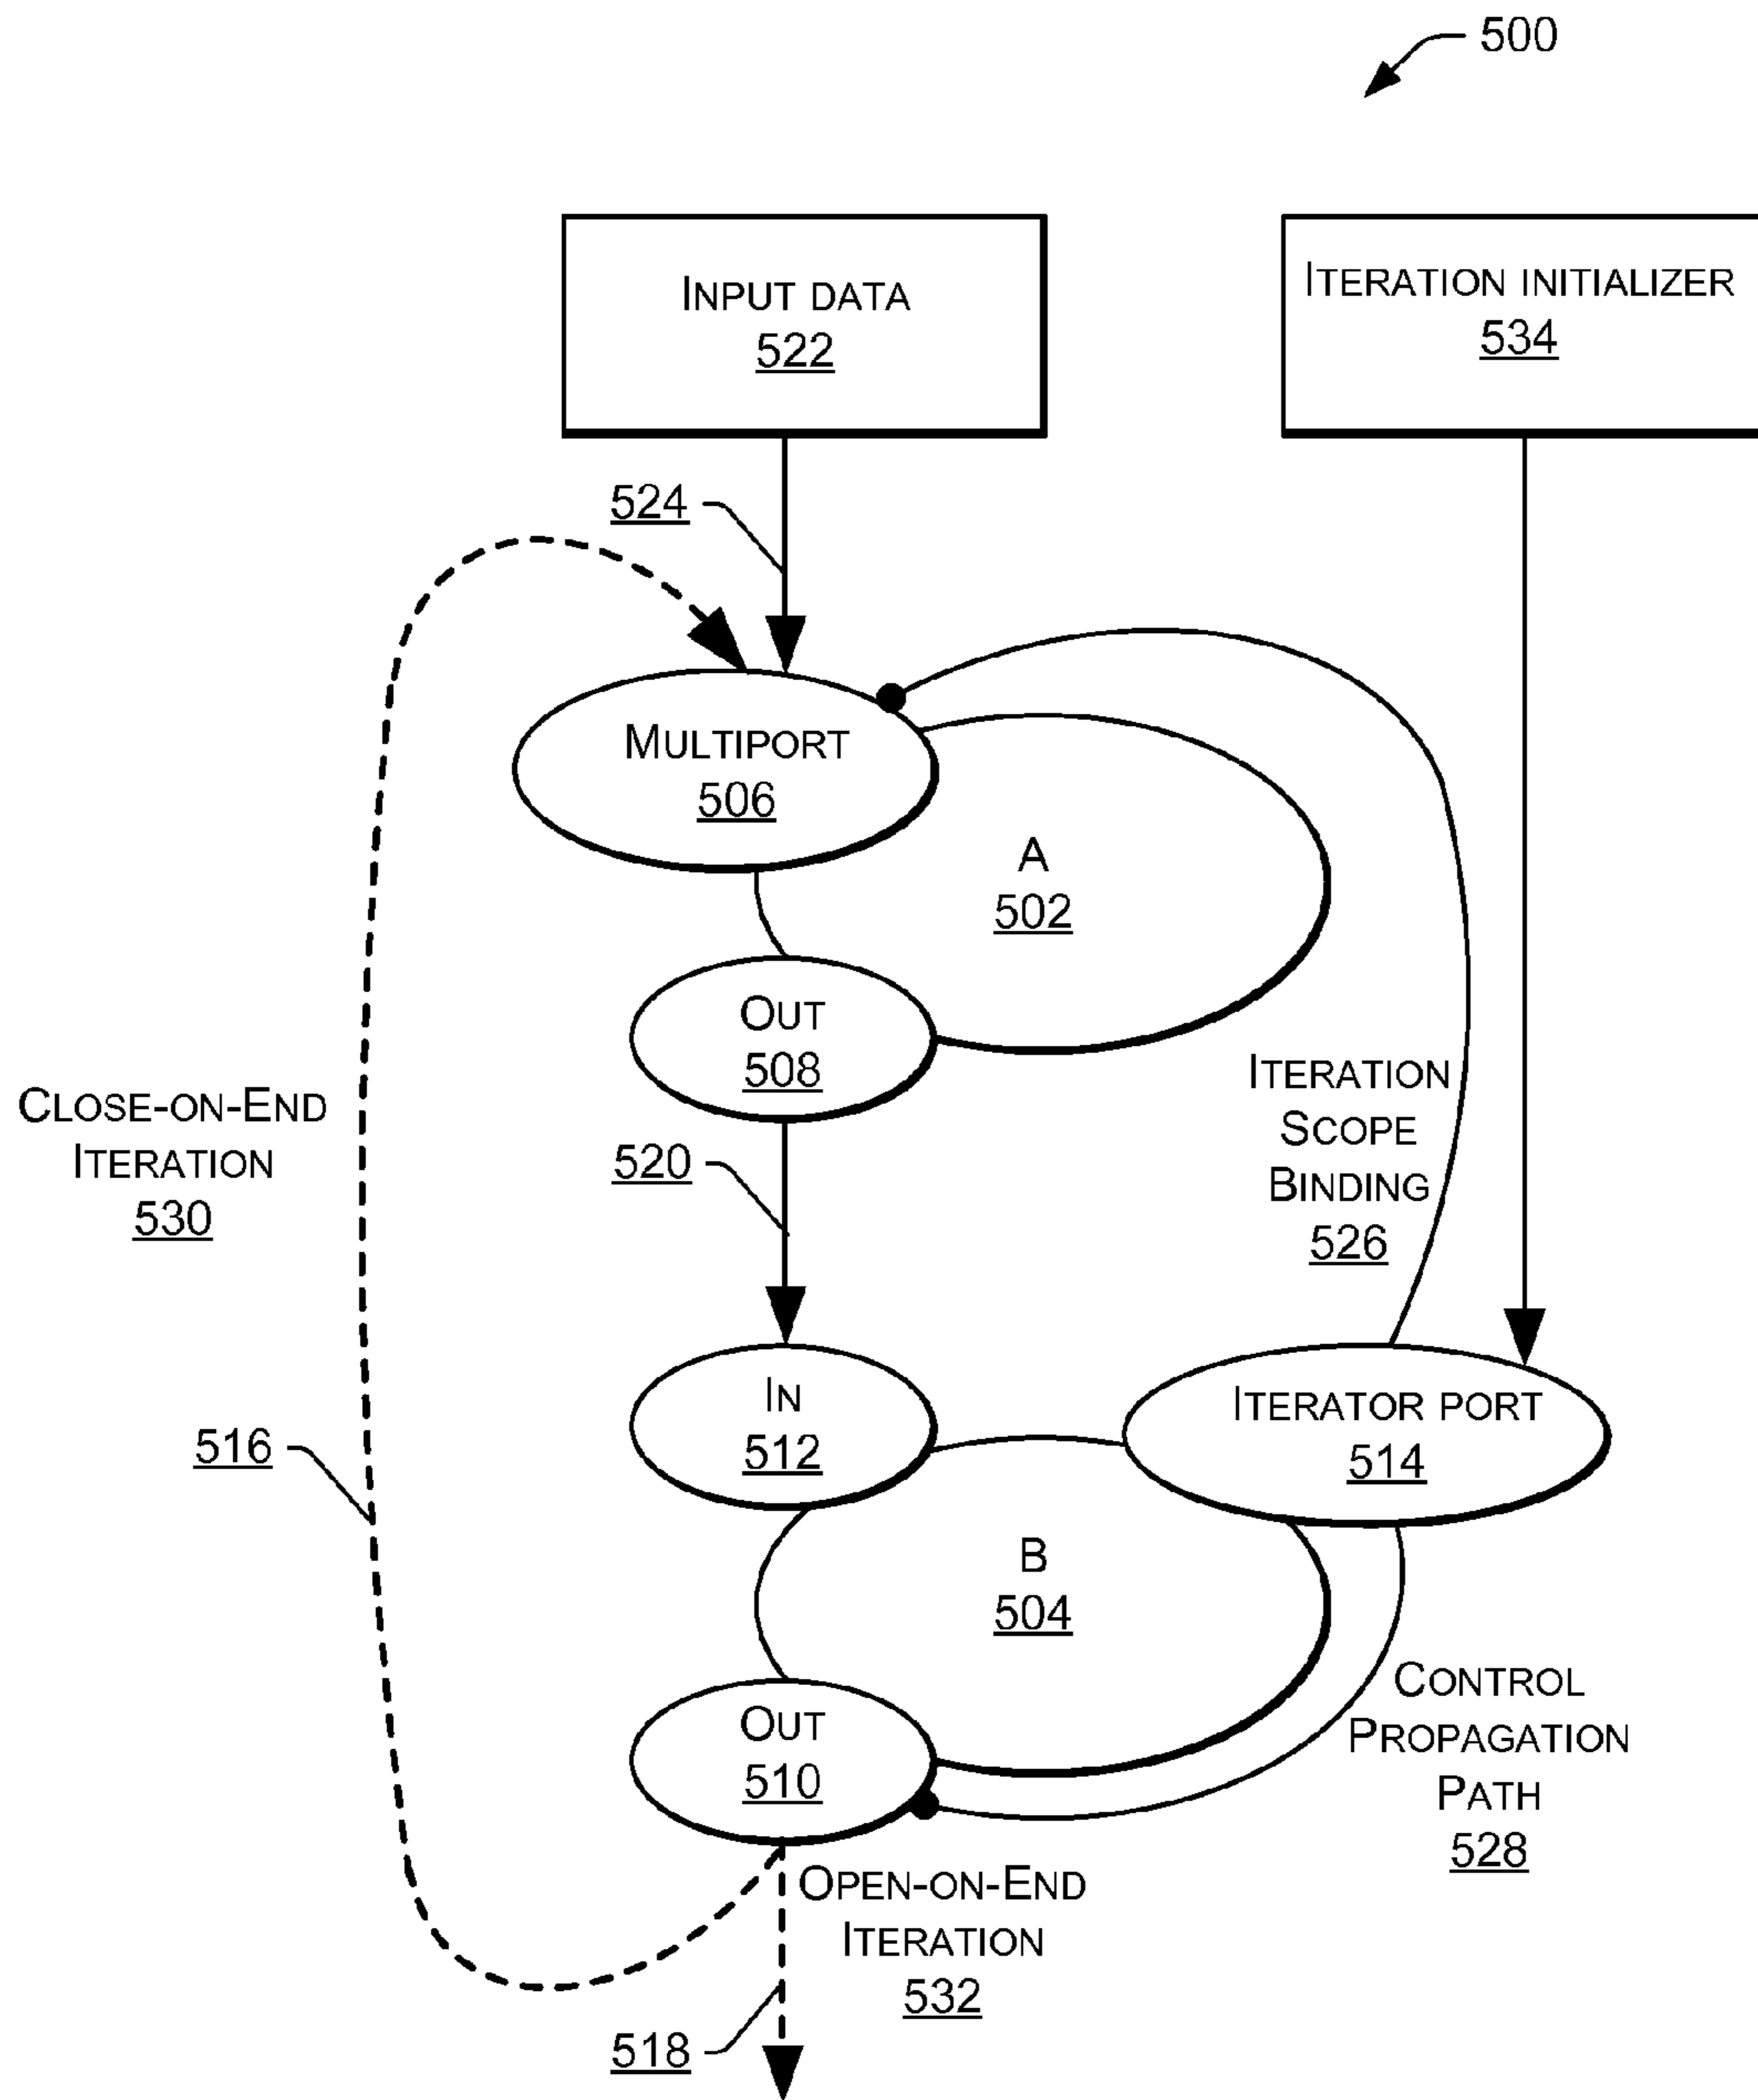 500
INPUT DATA
522
ITERATION INITIALIZER
534
524
MULTIPORT
506
A
502
OUT
508
CLOSE-ON-END
ITERATION
530
520
ITERATION
SCOPE
BINDING
526
IN
512
ITERATOR PORT
514
516
B
504
OUT
510
CONTROL
PROPAGATION
PATH
528
OPEN-ON-END
ITERATION
532
518